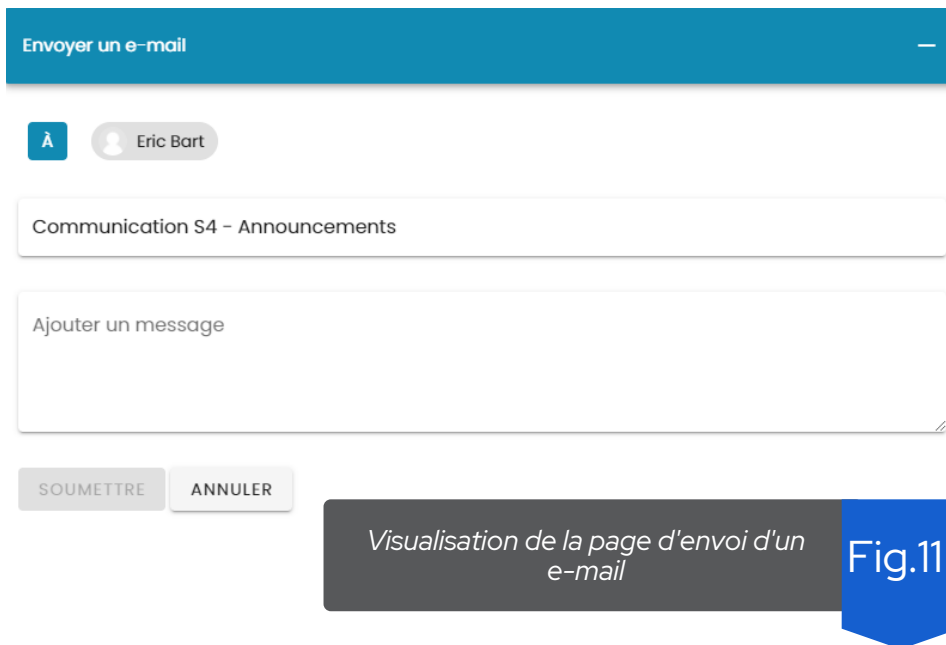 Envoyer un e-mail
À
Eric Bart
Communication S4 - Announcements
Ajouter un message
SOUMETTRE
ANNULER
Visualisation de la page d'envoi d'un
e-mail
Fig.11